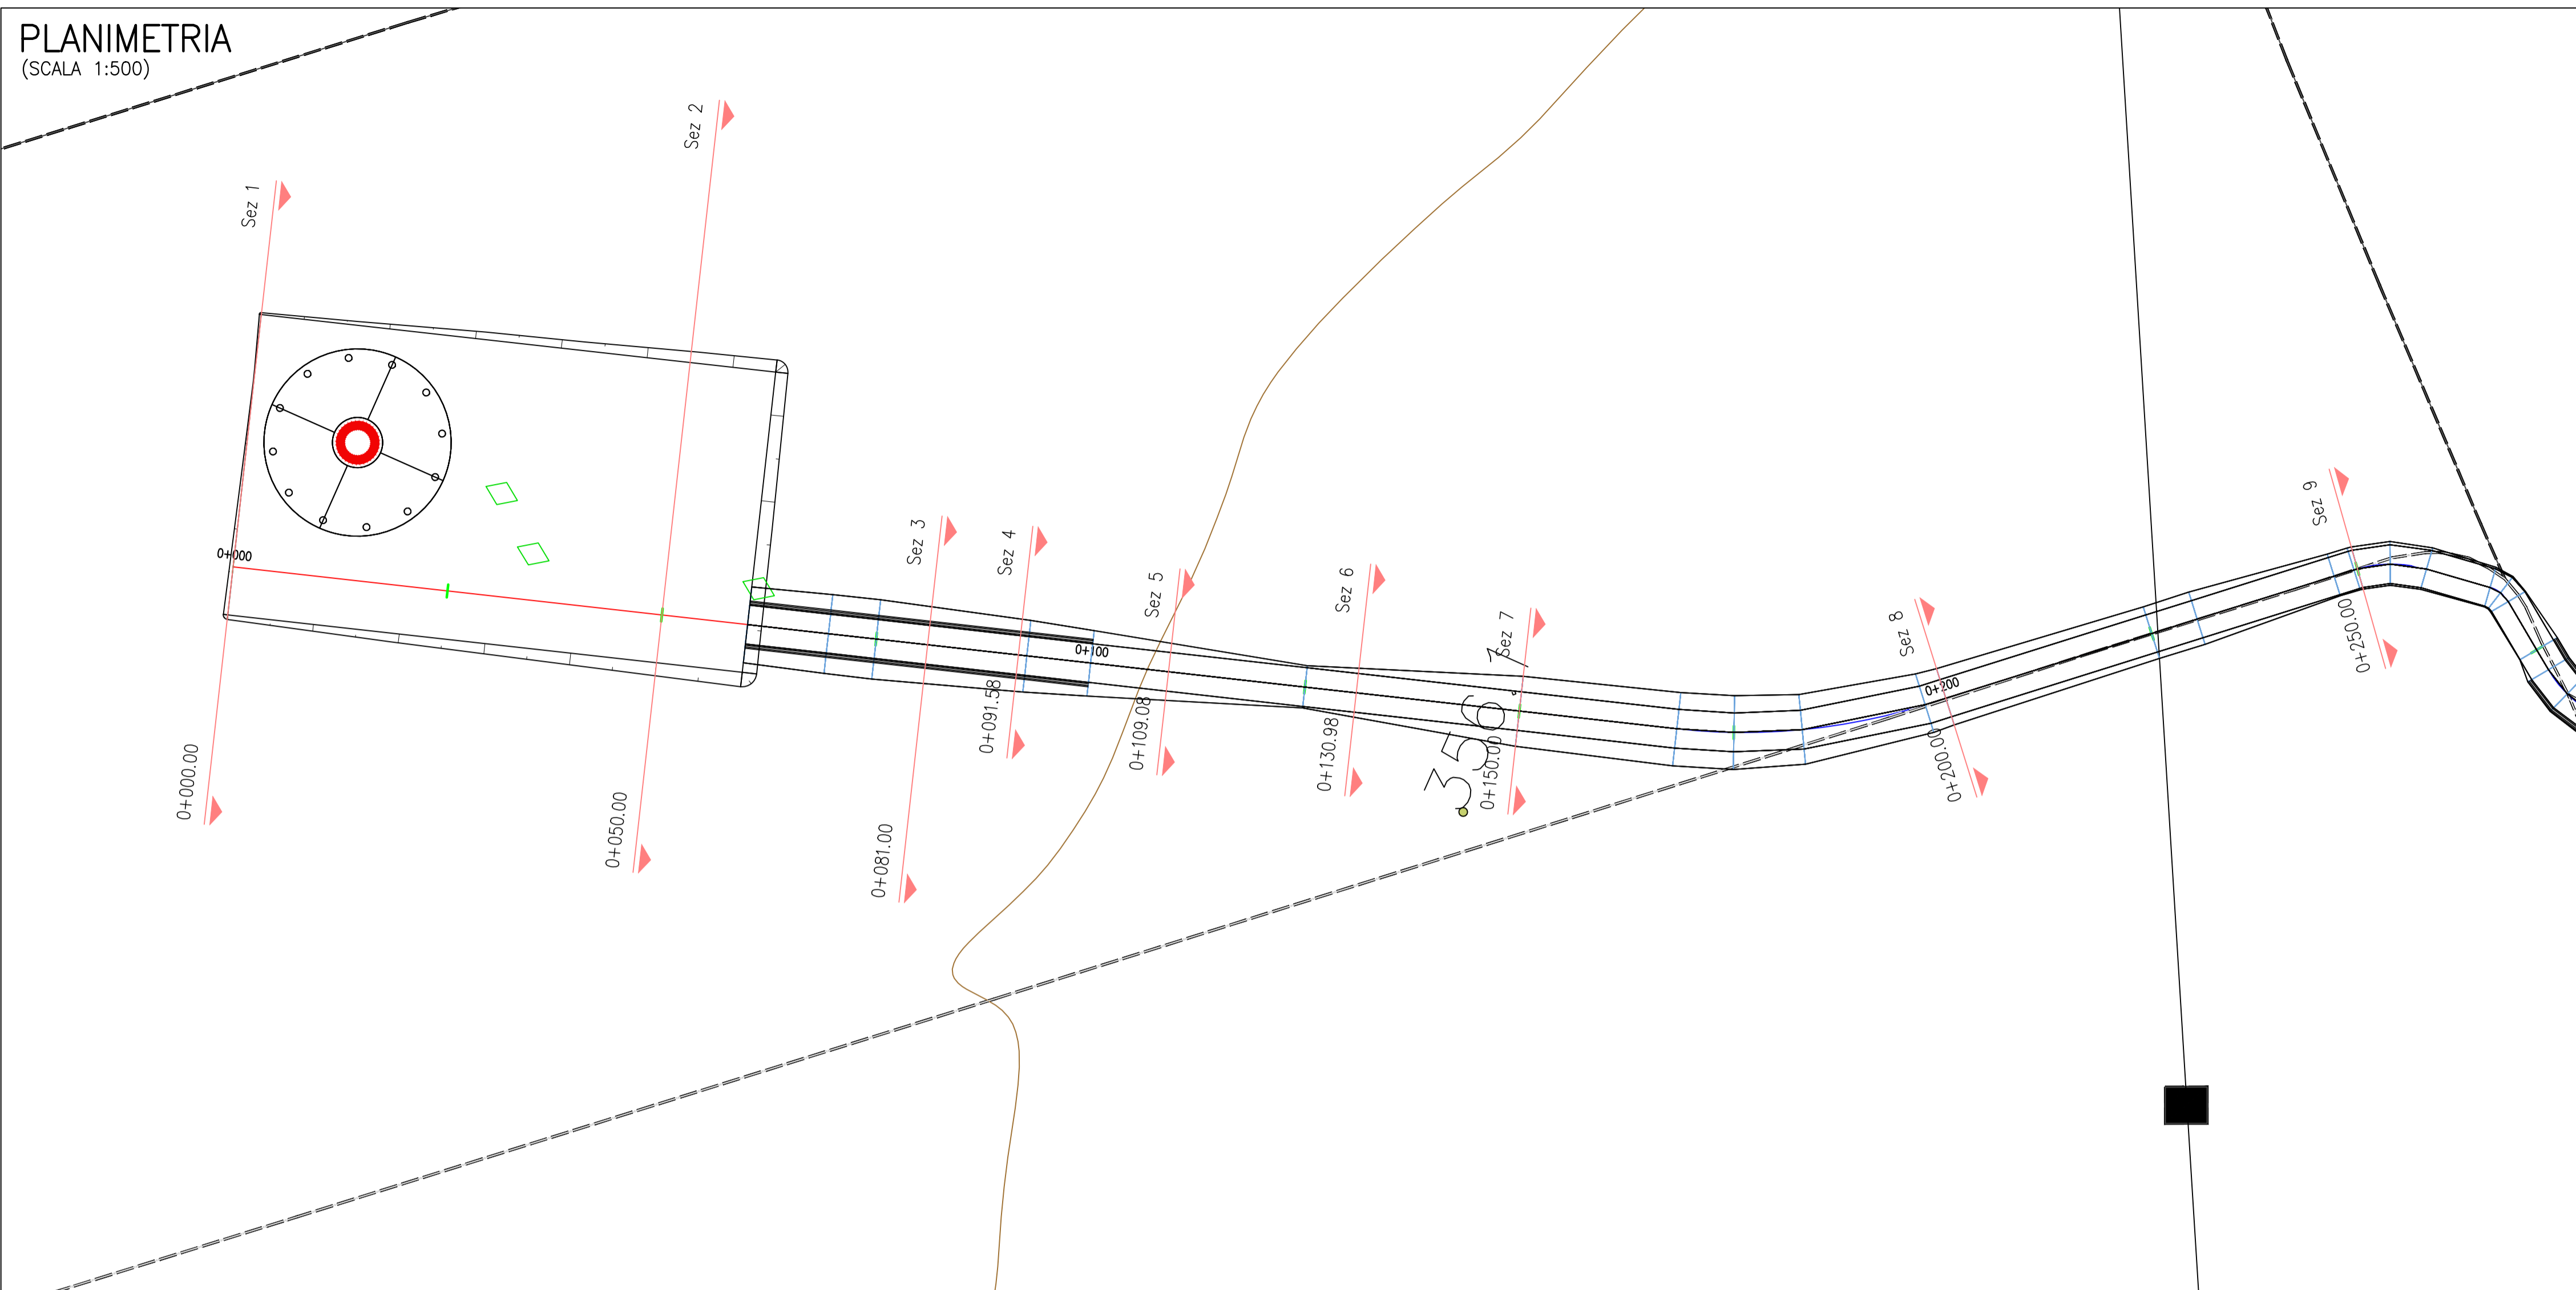 PLANIMETRIA
(SCALA 1:500)
Sez 1
Sez 2
Sez 3
Sez 4
Sez 5
Sez 6
Sez 7
Sez 8
Sez 9
0+000
0+100
0+200
356.1
0+000.00
0+050.00
0+081.00
0+091.58
0+109.08
0+130.98
0+150.00
0+200.00
0+250.00